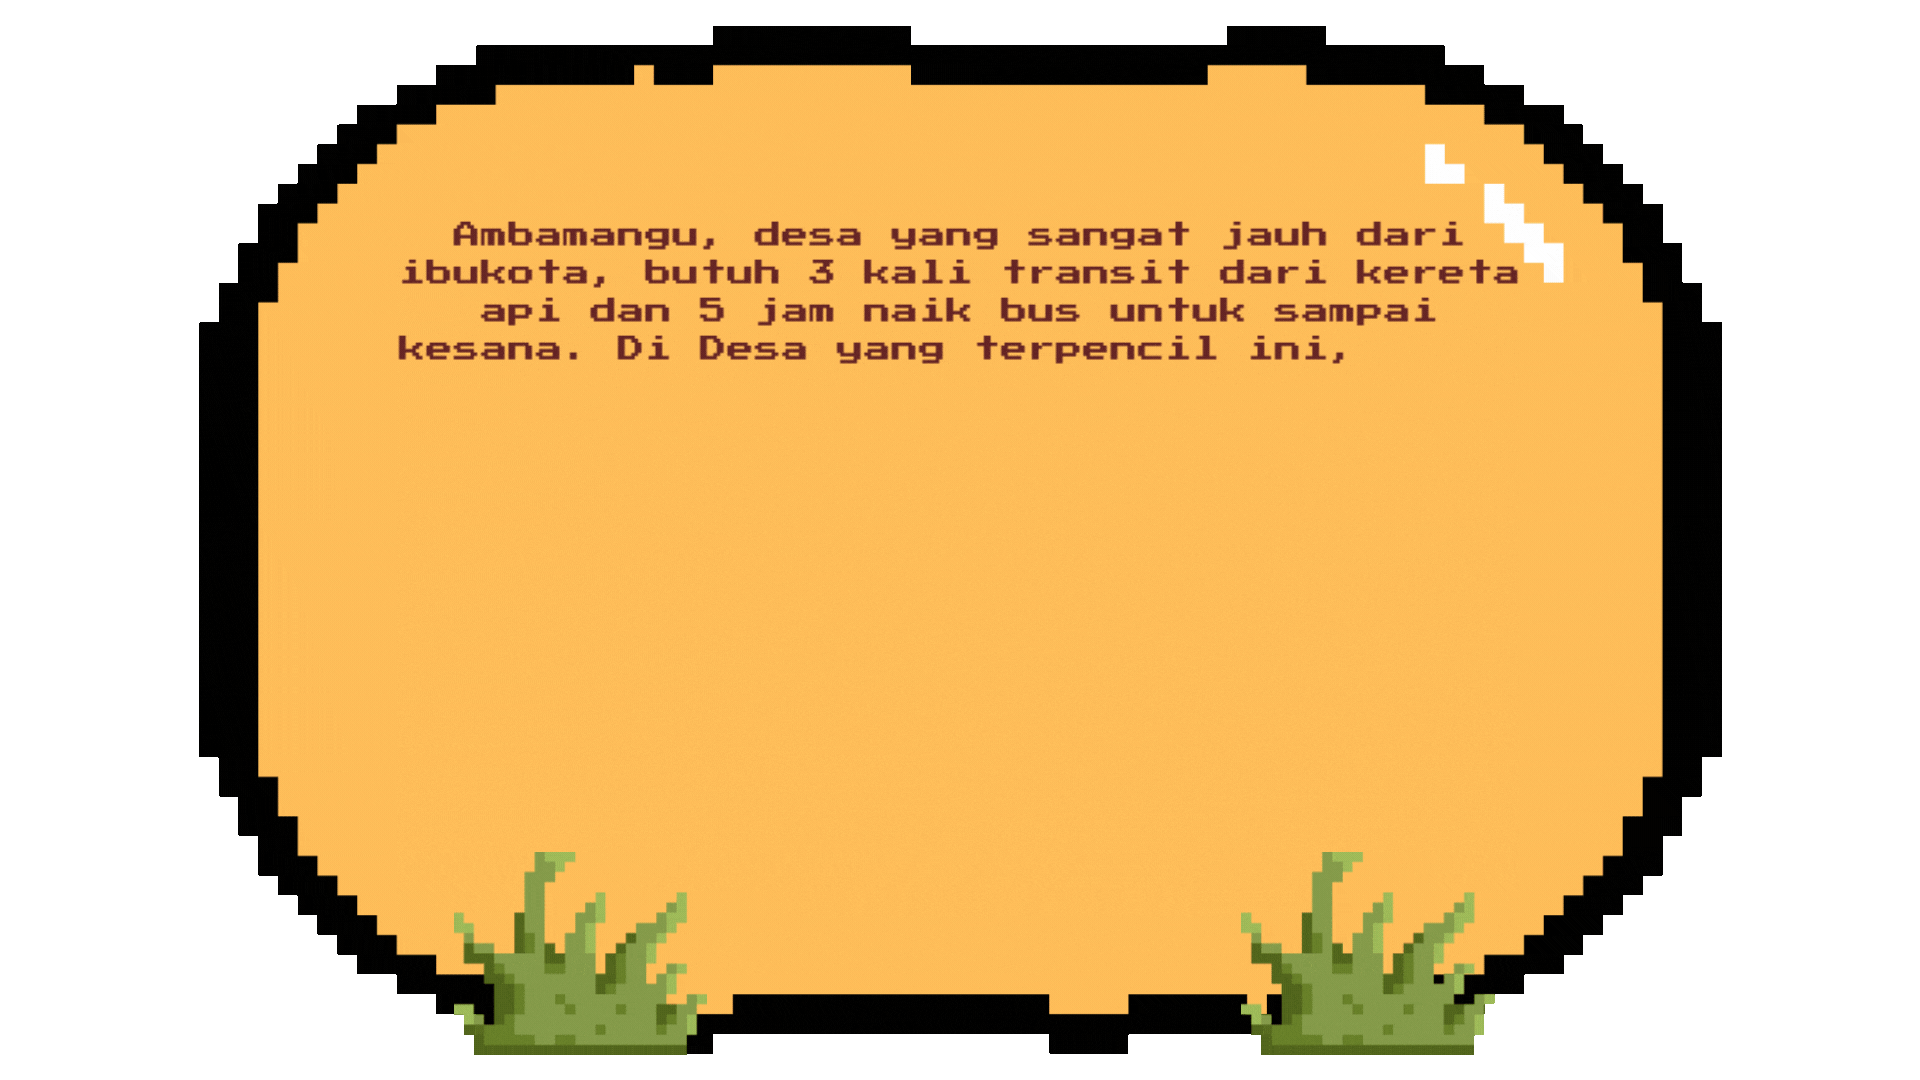 Ambamangu, desa yang sangat jauh dari
ibukota, butuh 3 kali transit dari kereta
api dan 5 jam naik bus untuk sampai
kesana. Di Desa yang terpencil ini,